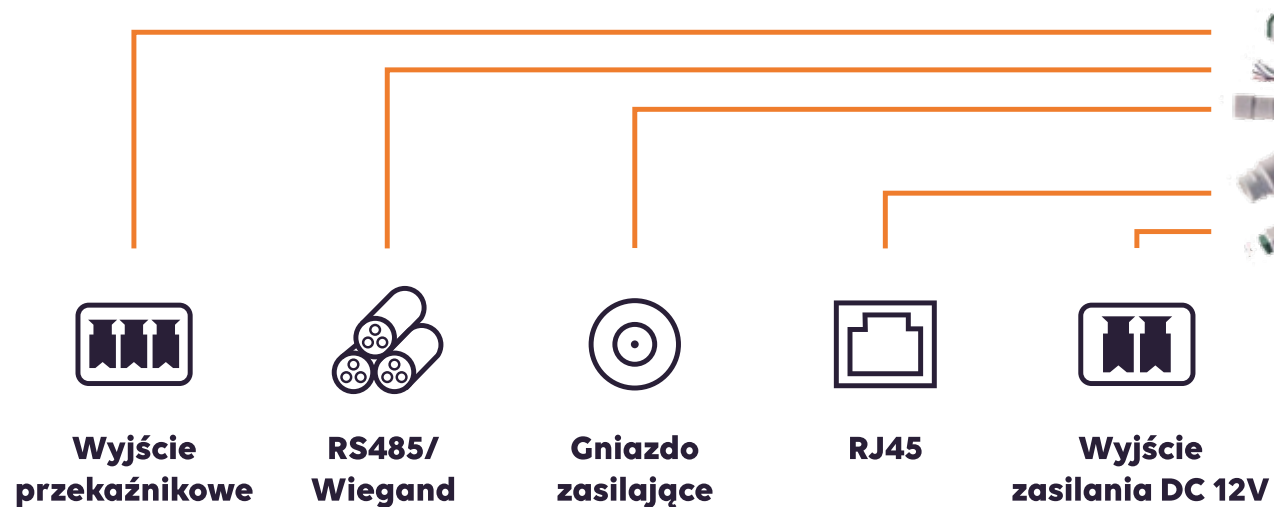 Wyjście
przekaźnikowe
RS485/
Wiegand
Gniazdo
zasilające
RJ45
Wyjście
zasilania DC 12V